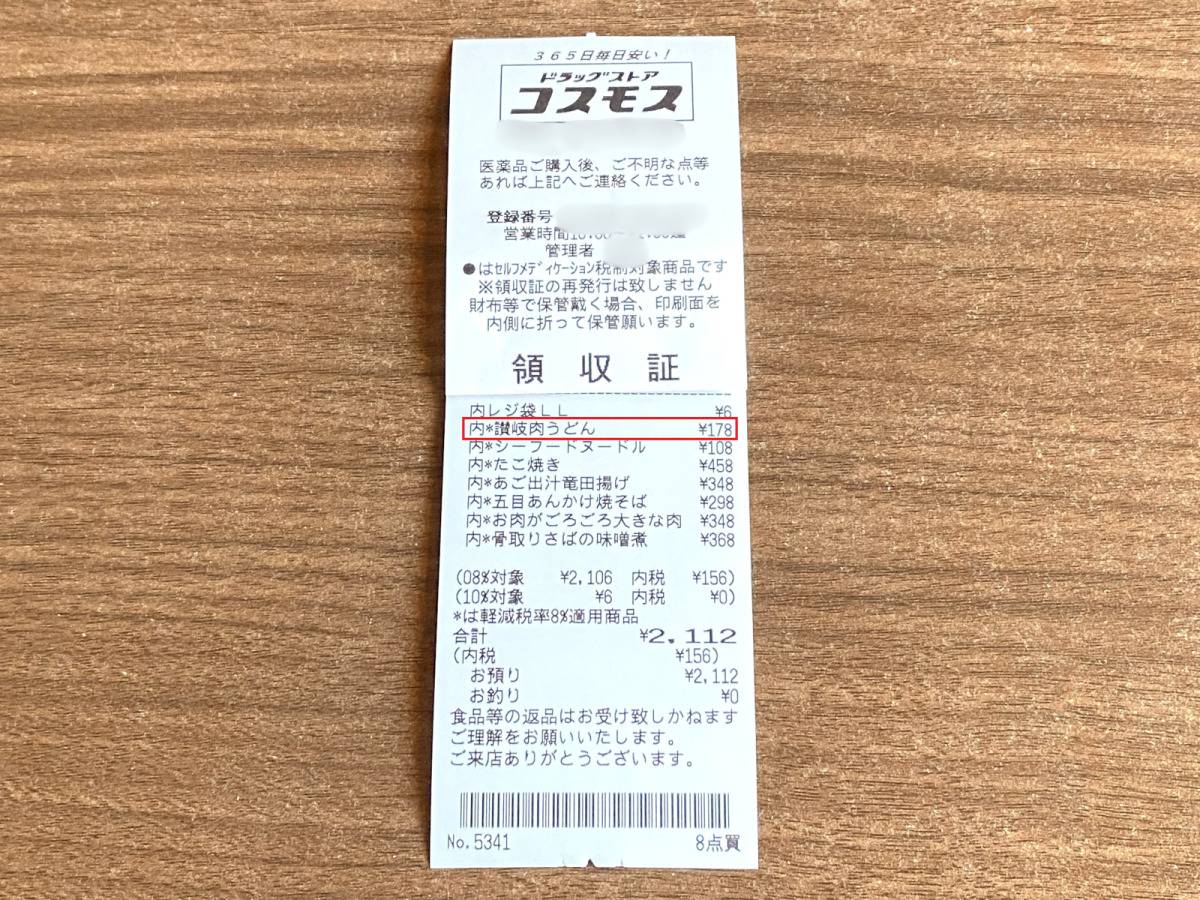 365日毎日安い！
ドラッグストア
コスモス
医薬品ご購入後、ご不明な点等
あれば上記へご連絡ください。
登録番号
営業時間
管理者
●はｾﾙﾌﾒﾃﾞｨｹｰｼｮﾝ税制対象商品です
※領収証の再発行は致しません
財布等で保管戴く場合、印刷面を
内側に折って保管願います。
領収証
内レジ袋ＬＬ ¥6
内*讃岐肉うどん ¥178
内*シーフードヌードル ¥108
内*たこ焼き ¥458
内*あご出汁竜田揚げ ¥348
内*五目あんかけ焼そば ¥298
内*お肉がごろごろ大きな肉 ¥348
内*骨取りさばの味噌煮 ¥368
(08%対象 ¥2,106 内税 ¥156)
(10%対象 ¥6 内税 ¥0)
*は軽減税率8%適用商品
合計 ¥2,112
(内税 ¥156)
お預り ¥2,112
お釣り ¥0
食品等の返品はお受け致しかねます
ご理解をお願いいたします。
ご来店ありがとうございます。
No.5341 8点買